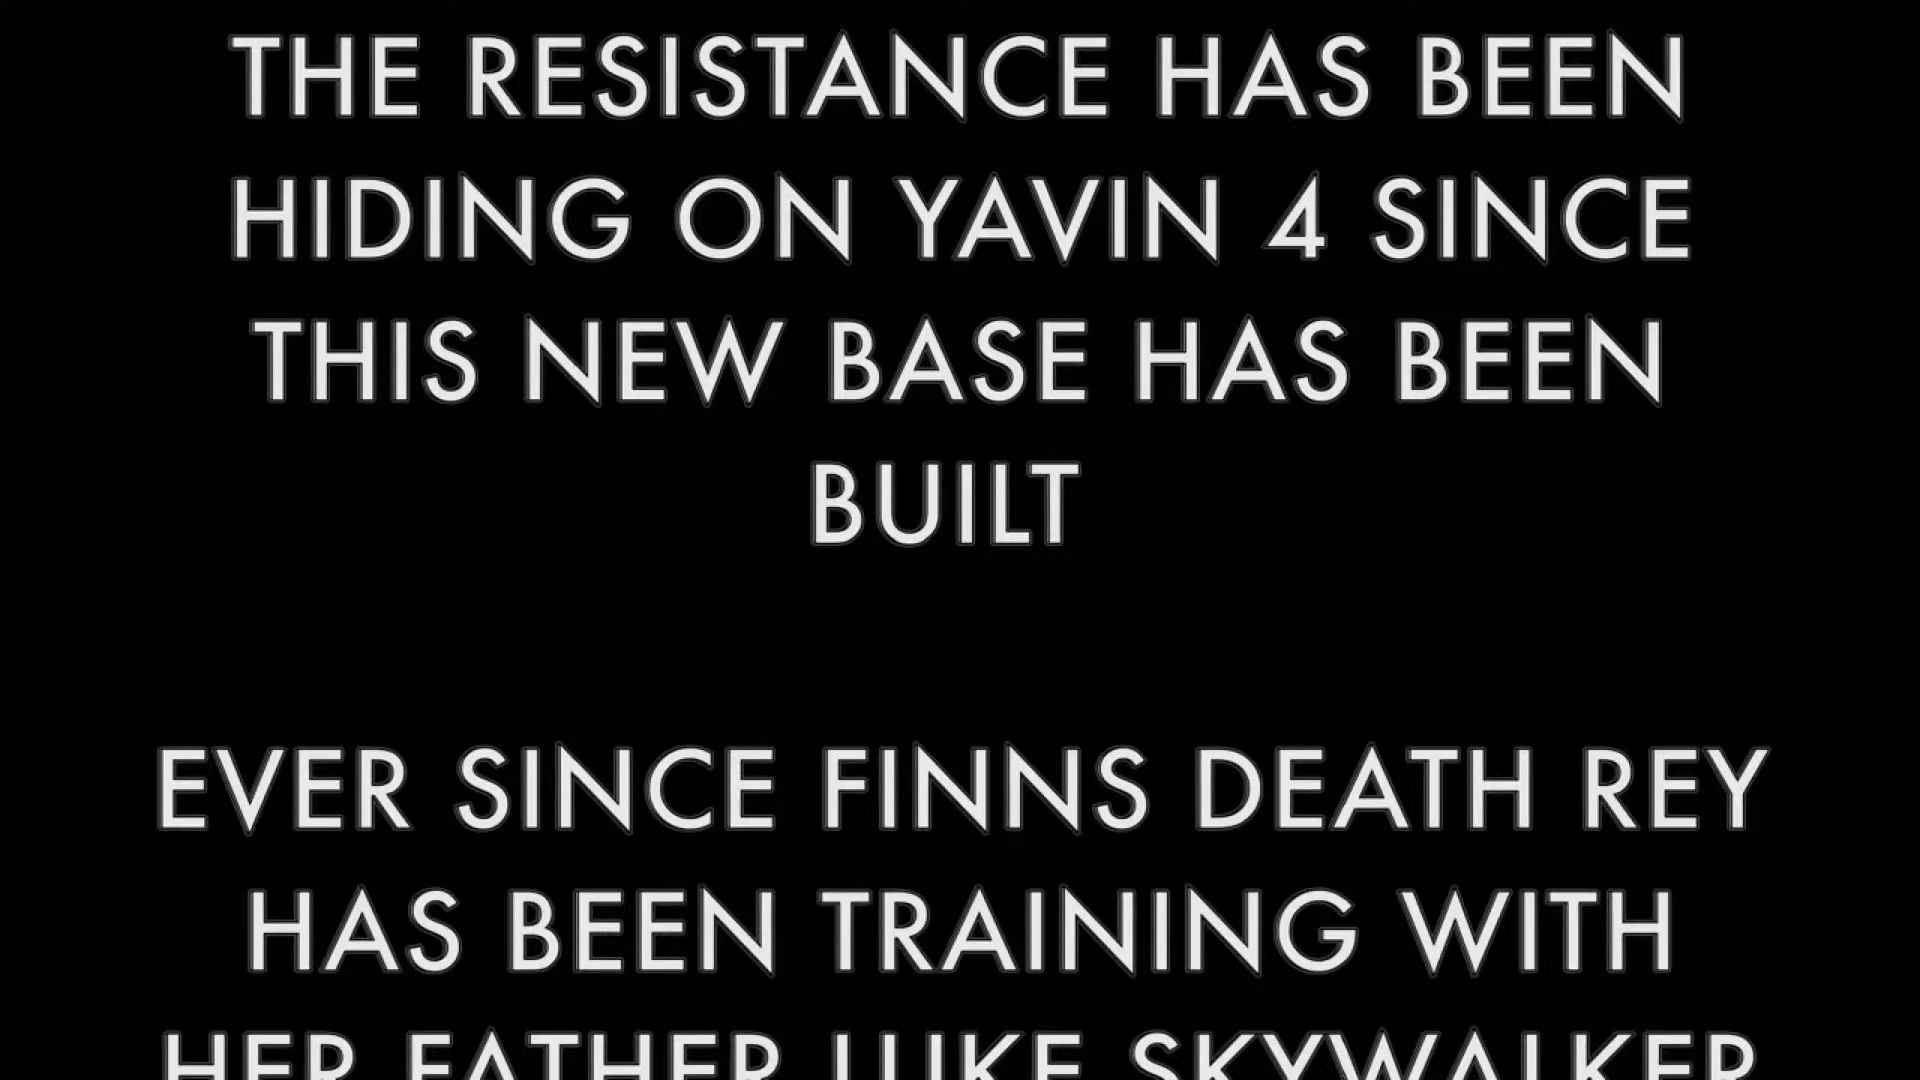 THE RESISTANCE HAS BEEN
HIDING ON YAVIN 4 SINCE
THIS NEW BASE HAS BEEN
BUILT
EVER SINCE FINNS DEATH REY
HAS BEEN TRAINING WITH
HER FATHER LUKE SKYWALKER